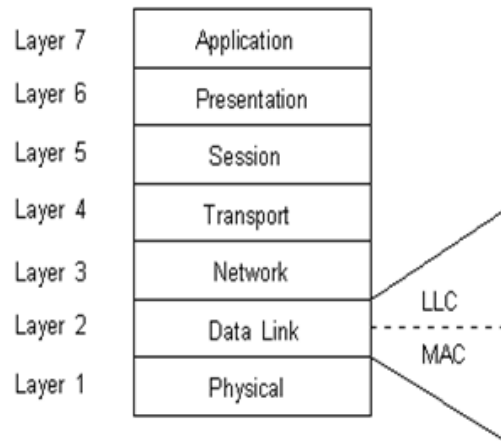 Layer 7 Application
Layer 6 Presentation
Layer 5 Session
Layer 4 Transport
Layer 3 Network
LLC
Layer 2 Data Link
MAC
Layer 1 Physical